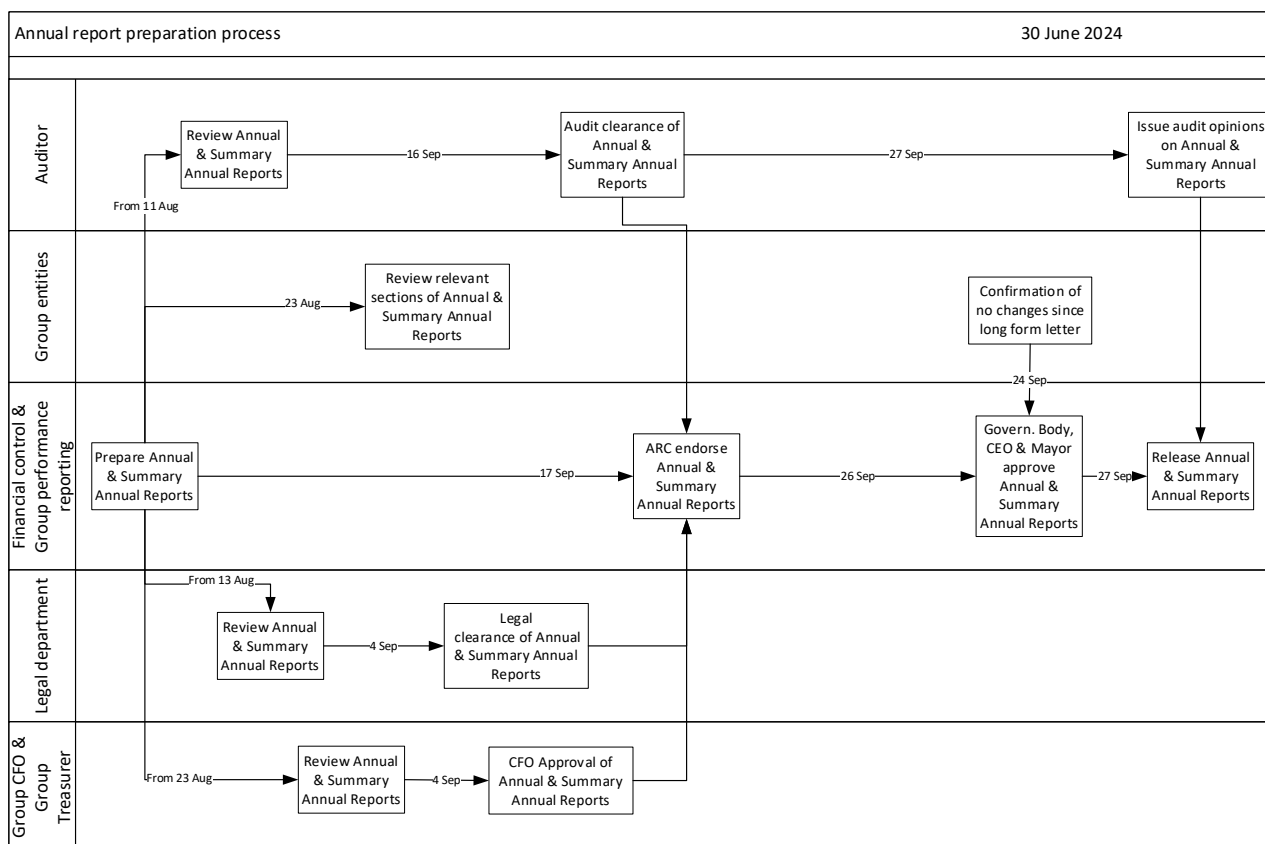 Annual report preparation process
30 June 2024
Auditor
Review Annual
& Summary
Annual Reports
16 Sep
Audit clearance of
Annual &
Summary Annual
Reports
27 Sep
Issue audit opinions
on Annual &
Summary Annual
Reports
From 11 Aug
Group entities
23 Aug
Review relevant
sections of Annual &
Summary Annual
Reports
Confirmation of
no changes since
long form letter
24 Sep
Financial control &
Group performance
reporting
Prepare Annual
& Summary
Annual Reports
17 Sep
ARC endorse
Annual &
Summary
Annual Reports
26 Sep
Govern. Body,
CEO & Mayor
approve
Annual &
Summary
Annual Reports
27 Sep
Release Annual
& Summary
Annual Reports
Legal department
From 13 Aug
Review Annual
& Summary
Annual Reports
4 Sep
Legal
clearance of Annual
& Summary Annual
Reports
Group CFO &
Group
Treasurer
From 23 Aug
Review Annual
& Summary
Annual Reports
4 Sep
CFO Approval of
Annual & Summary
Annual Reports